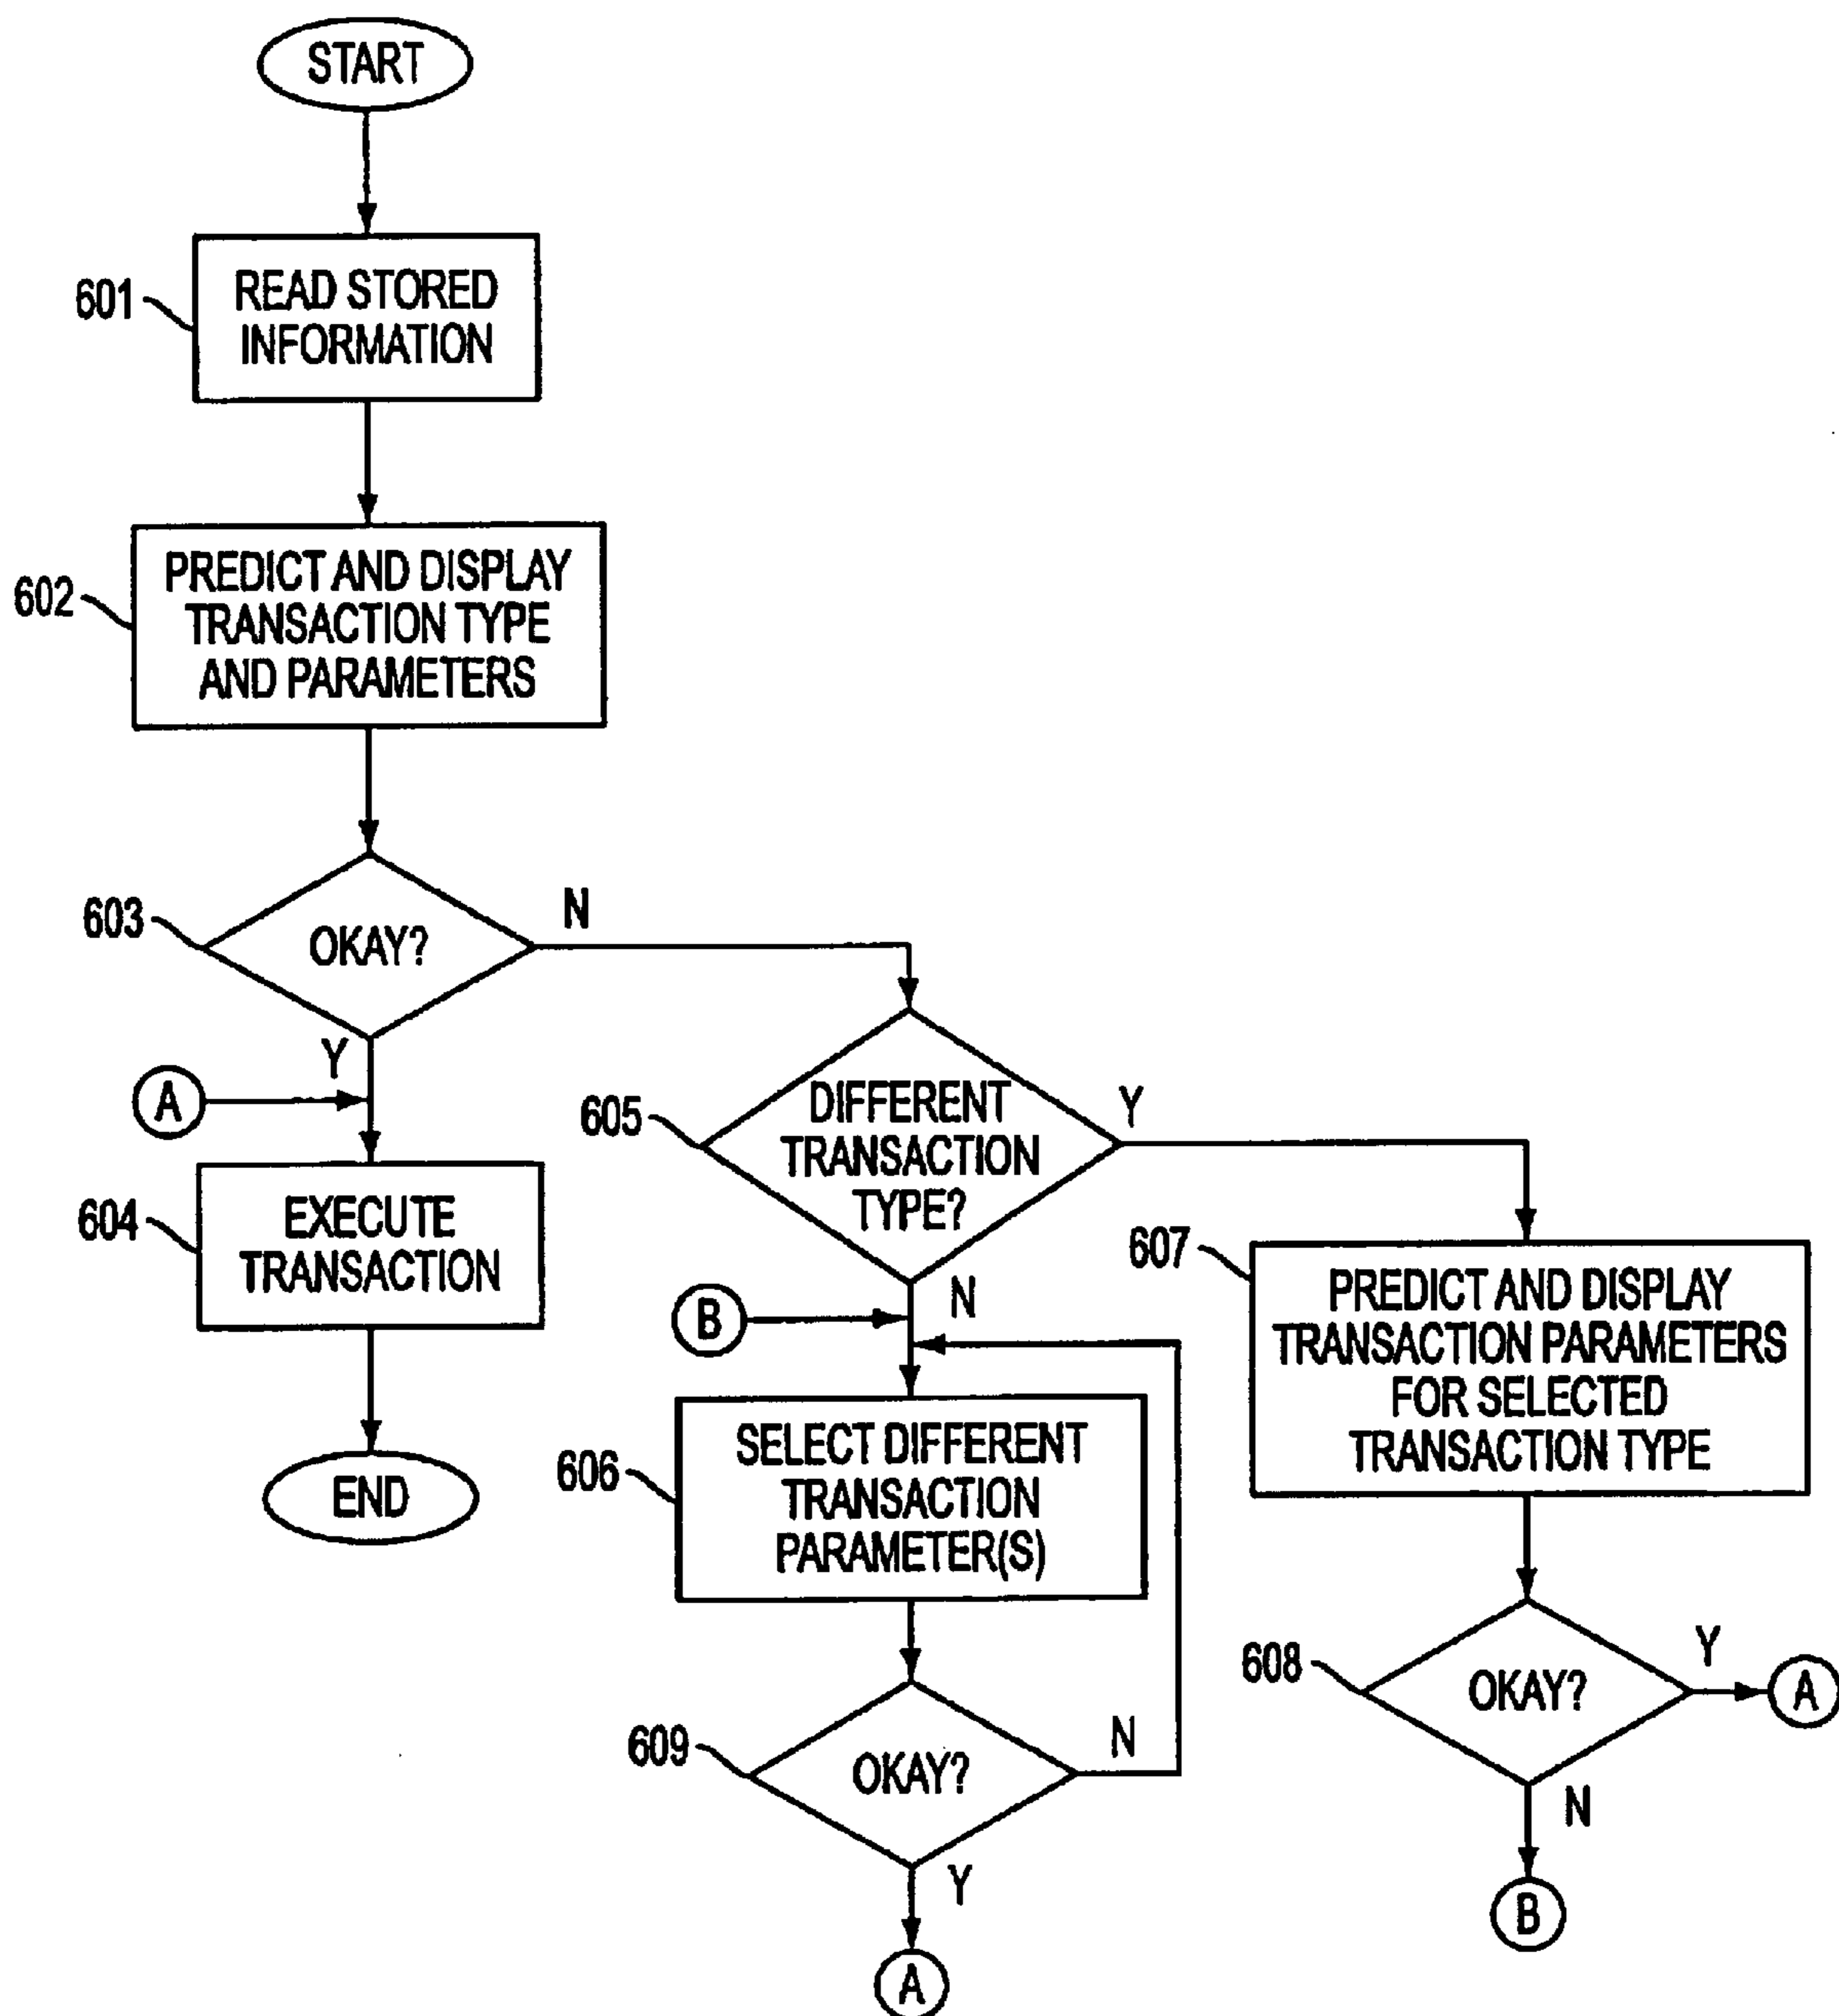 START
601
READ STORED
INFORMATION
602
PREDICT AND DISPLAY
TRANSACTION TYPE
AND PARAMETERS
603
OKAY?
N
Y
A
604
EXECUTE
TRANSACTION
END
605
DIFFERENT
TRANSACTION
TYPE?
Y
N
B
606
SELECT DIFFERENT
TRANSACTION
PARAMETER(S)
609
OKAY?
N
Y
A
607
PREDICT AND DISPLAY
TRANSACTION PARAMETERS
FOR SELECTED
TRANSACTION TYPE
608
OKAY?
Y
A
N
B